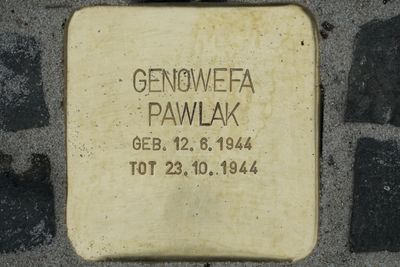 GENOWEFA
PAWLAK
GEB. 12. 6. 1944
TOT 23. 10. 1944